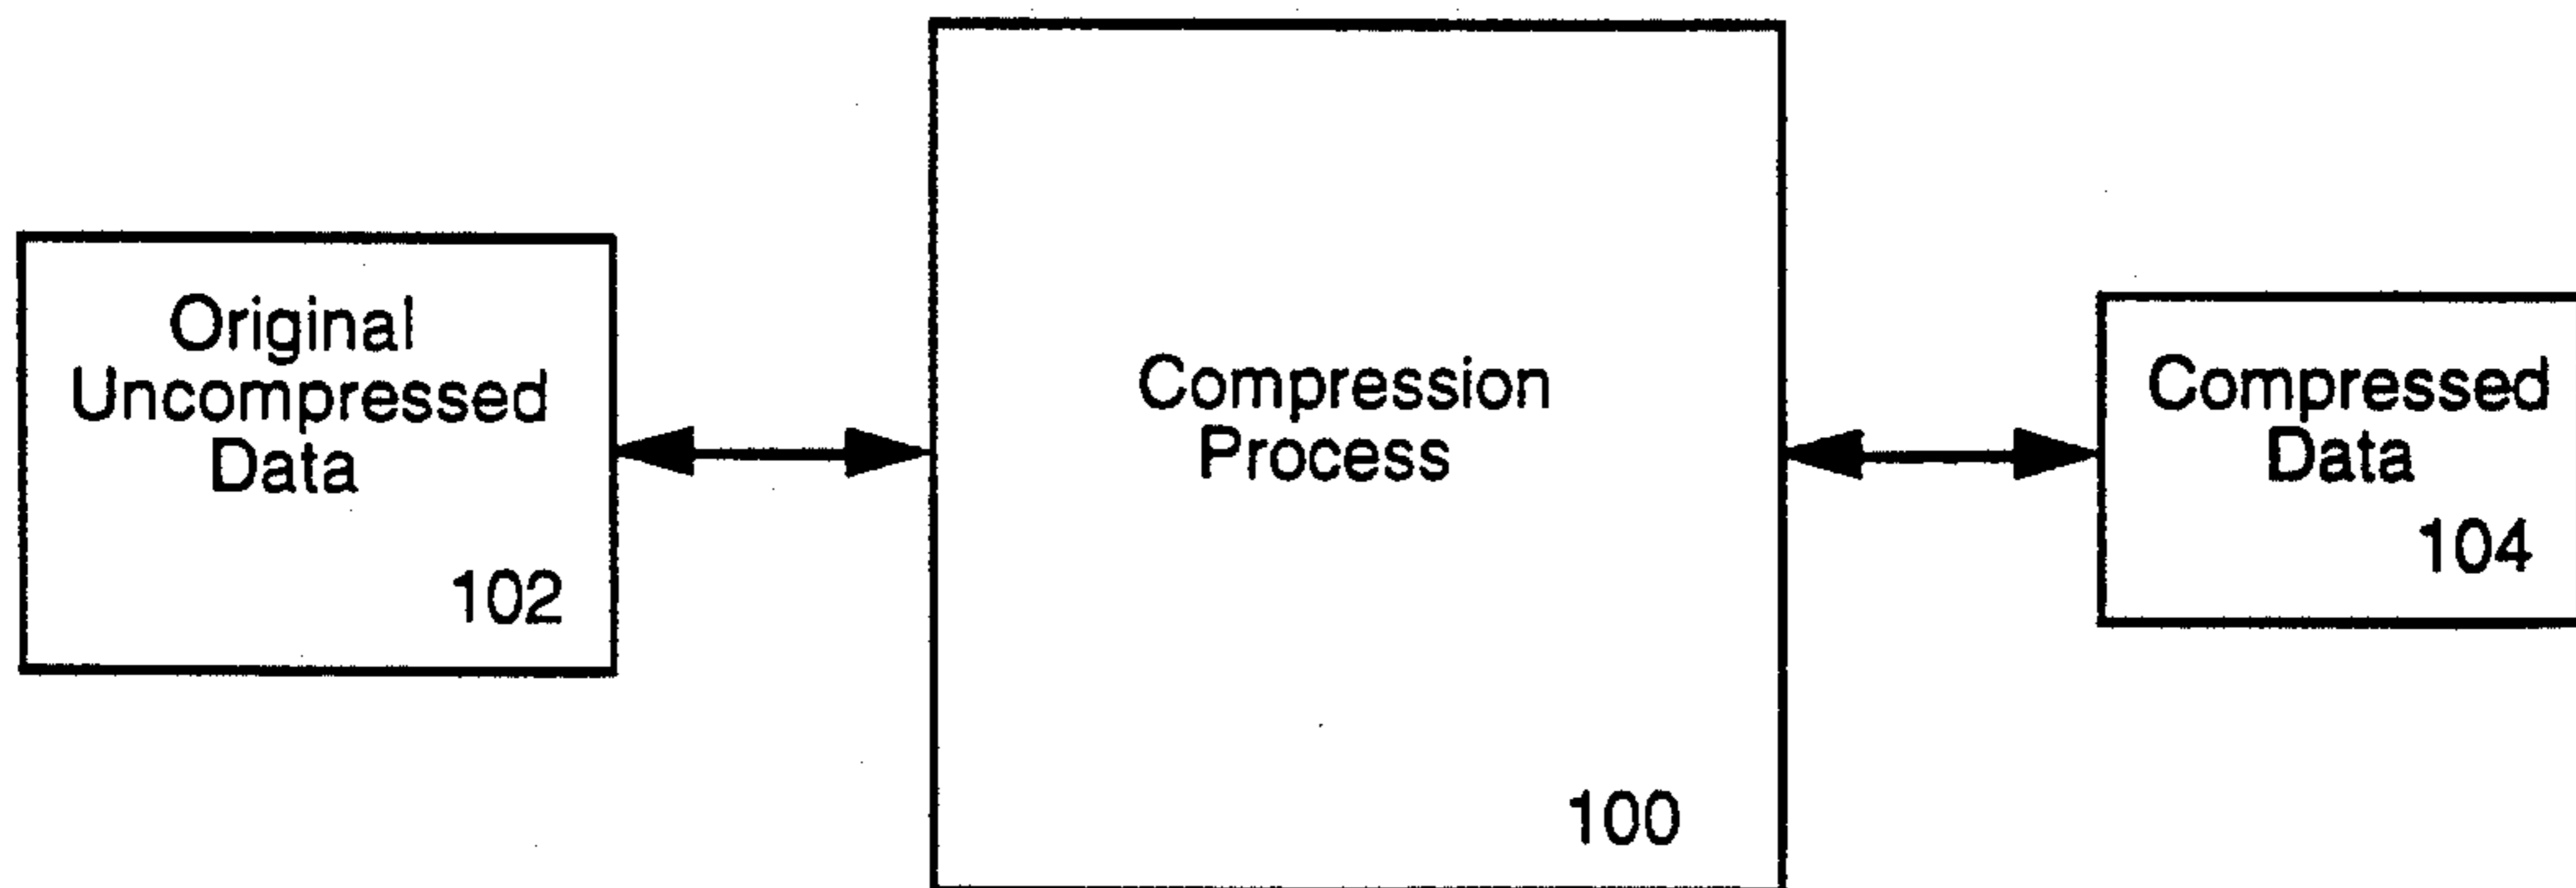 Original
Uncompressed
Data
102
Compression
Process
100
Compressed
Data
104